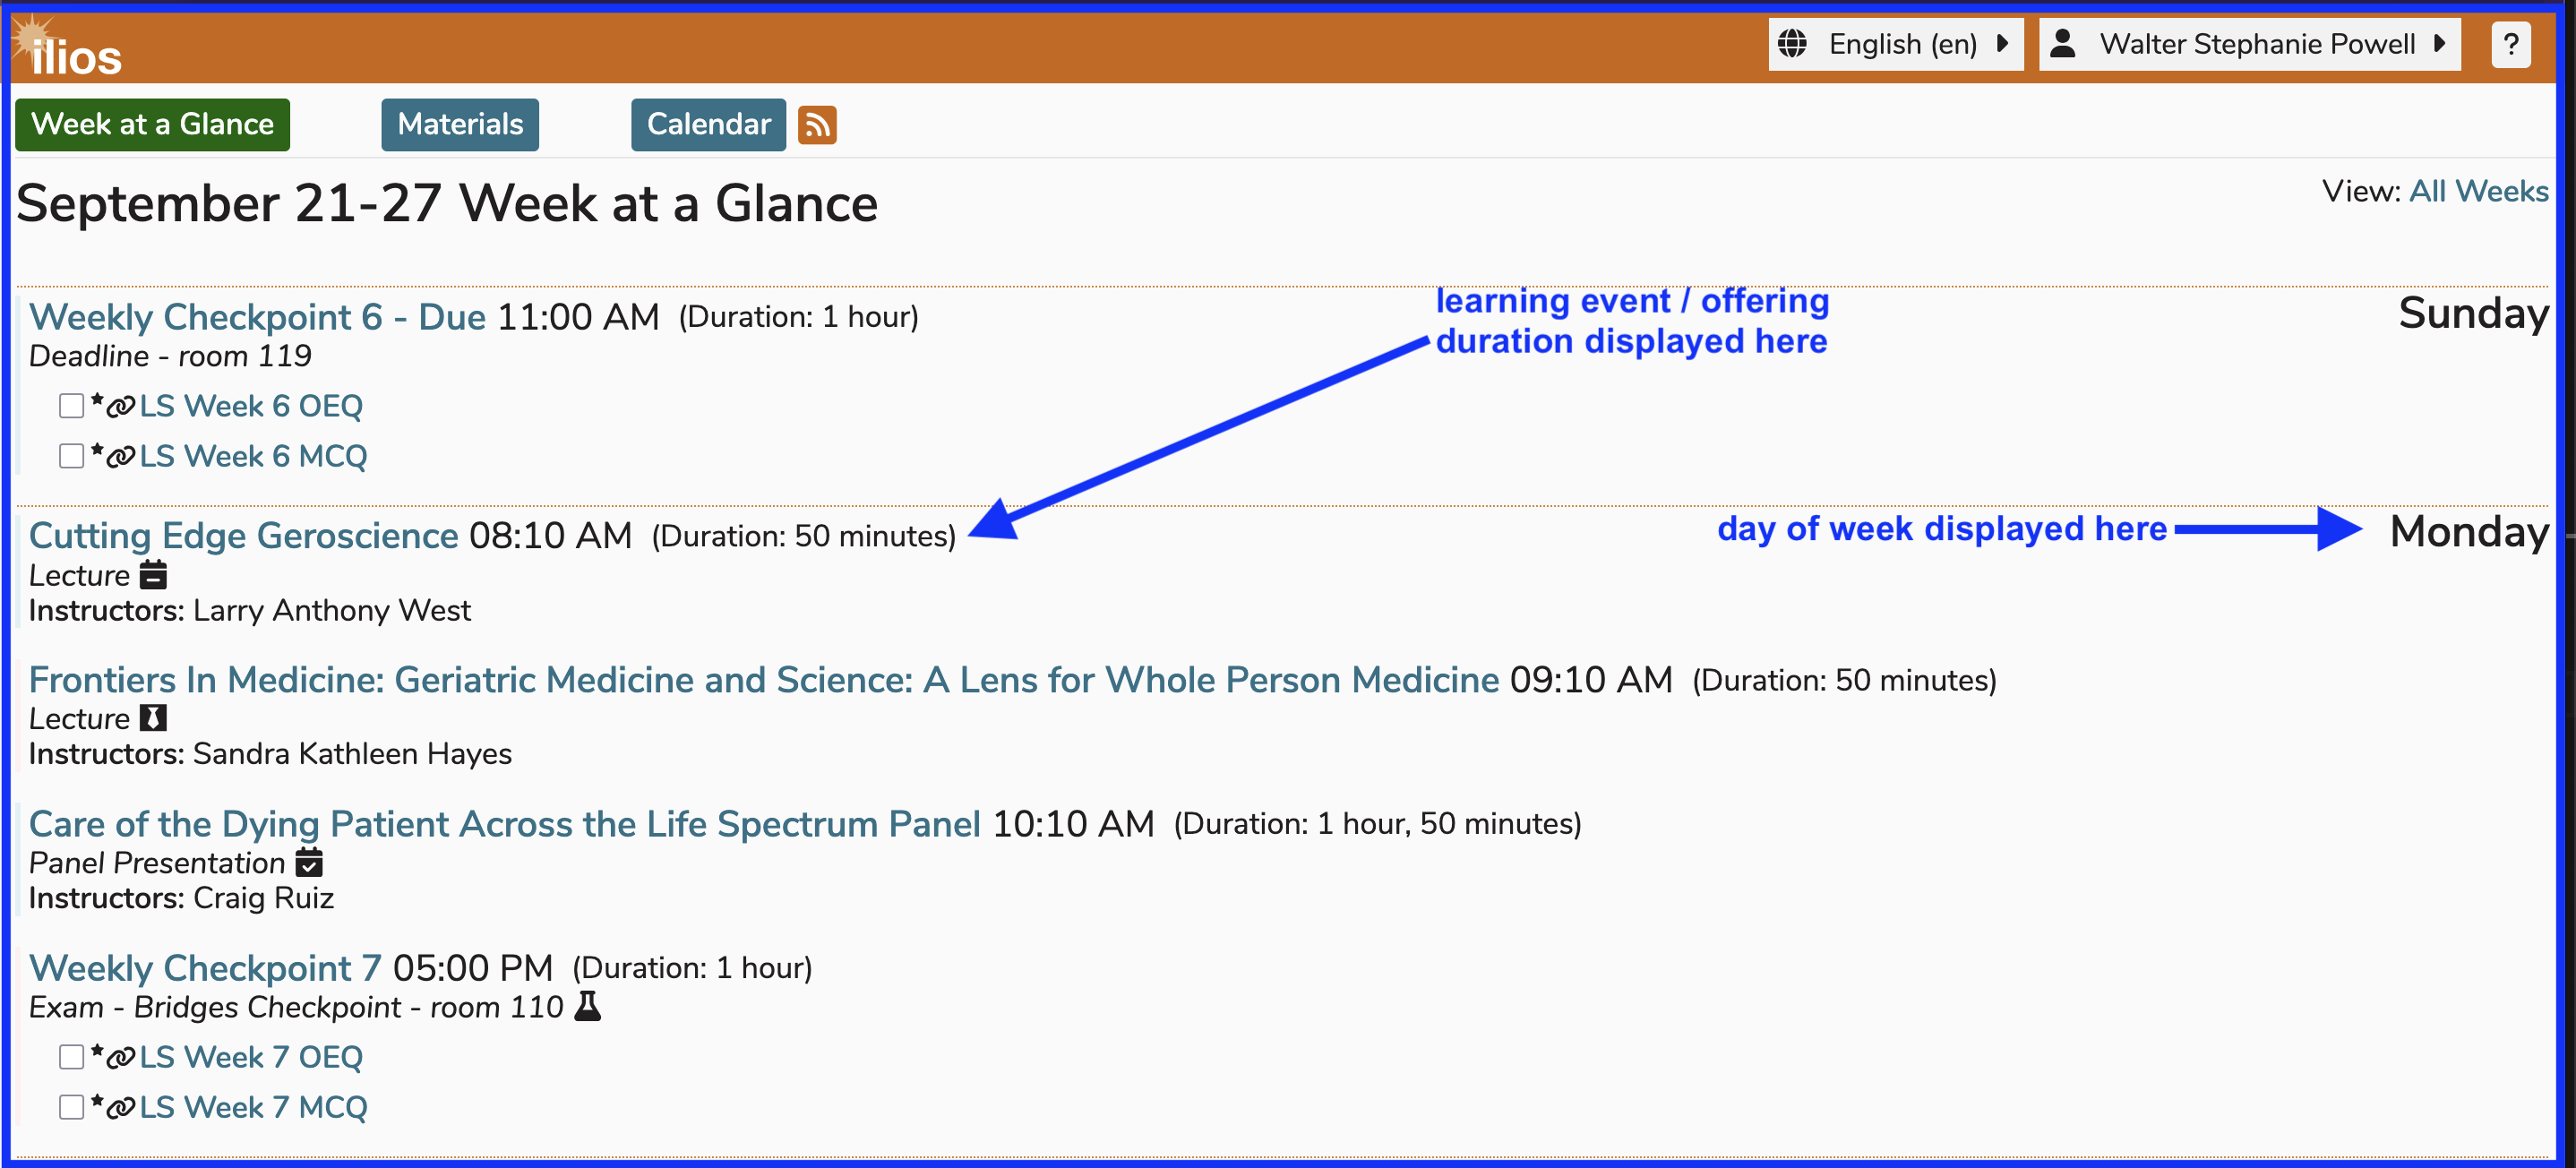 ilios
English (en)
Walter Stephanie Powell
?
Week at a Glance
Materials
Calendar
September 21-27 Week at a Glance
View: All Weeks
Weekly Checkpoint 6 - Due 11:00 AM (Duration: 1 hour)
Sunday
learning event / offering
duration displayed here
Deadline - room 119
* LS Week 6 OEQ
* LS Week 6 MCQ
Cutting Edge Geroscience 08:10 AM (Duration: 50 minutes)
day of week displayed here
Monday
Lecture
Instructors: Larry Anthony West
Frontiers In Medicine: Geriatric Medicine and Science: A Lens for Whole Person Medicine 09:10 AM (Duration: 50 minutes)
Lecture
Instructors: Sandra Kathleen Hayes
Care of the Dying Patient Across the Life Spectrum Panel 10:10 AM (Duration: 1 hour, 50 minutes)
Panel Presentation
Instructors: Craig Ruiz
Weekly Checkpoint 7 05:00 PM (Duration: 1 hour)
Exam - Bridges Checkpoint - room 110
* LS Week 7 OEQ
* LS Week 7 MCQ